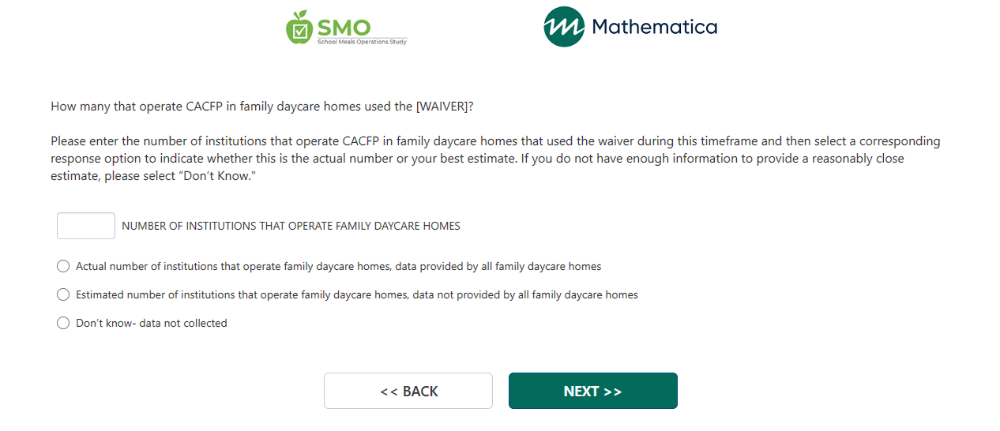 SMO
School Meals Operations Study
Mathematica
How many that operate CACFP in family daycare homes used the [WAIVER]?
Please enter the number of institutions that operate CACFP in family daycare homes that used the waiver during this timeframe and then select a corresponding
response option to indicate whether this is the actual number or your best estimate. If you do not have enough information to provide a reasonably close
estimate, please select “Don’t Know."
NUMBER OF INSTITUTIONS THAT OPERATE FAMILY DAYCARE HOMES
Actual number of institutions that operate family daycare homes, data provided by all family daycare homes
Estimated number of institutions that operate family daycare homes, data not provided by all family daycare homes
Don’t know- data not collected
<< BACK
NEXT >>